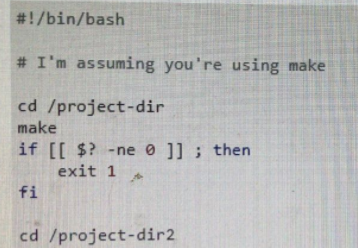 #!/bin/bash
# I'm assuming you're using make
cd /project-dir
make
if [[ $? -ne 0 ]] ; then
    exit 1
fi
cd /project-dir2